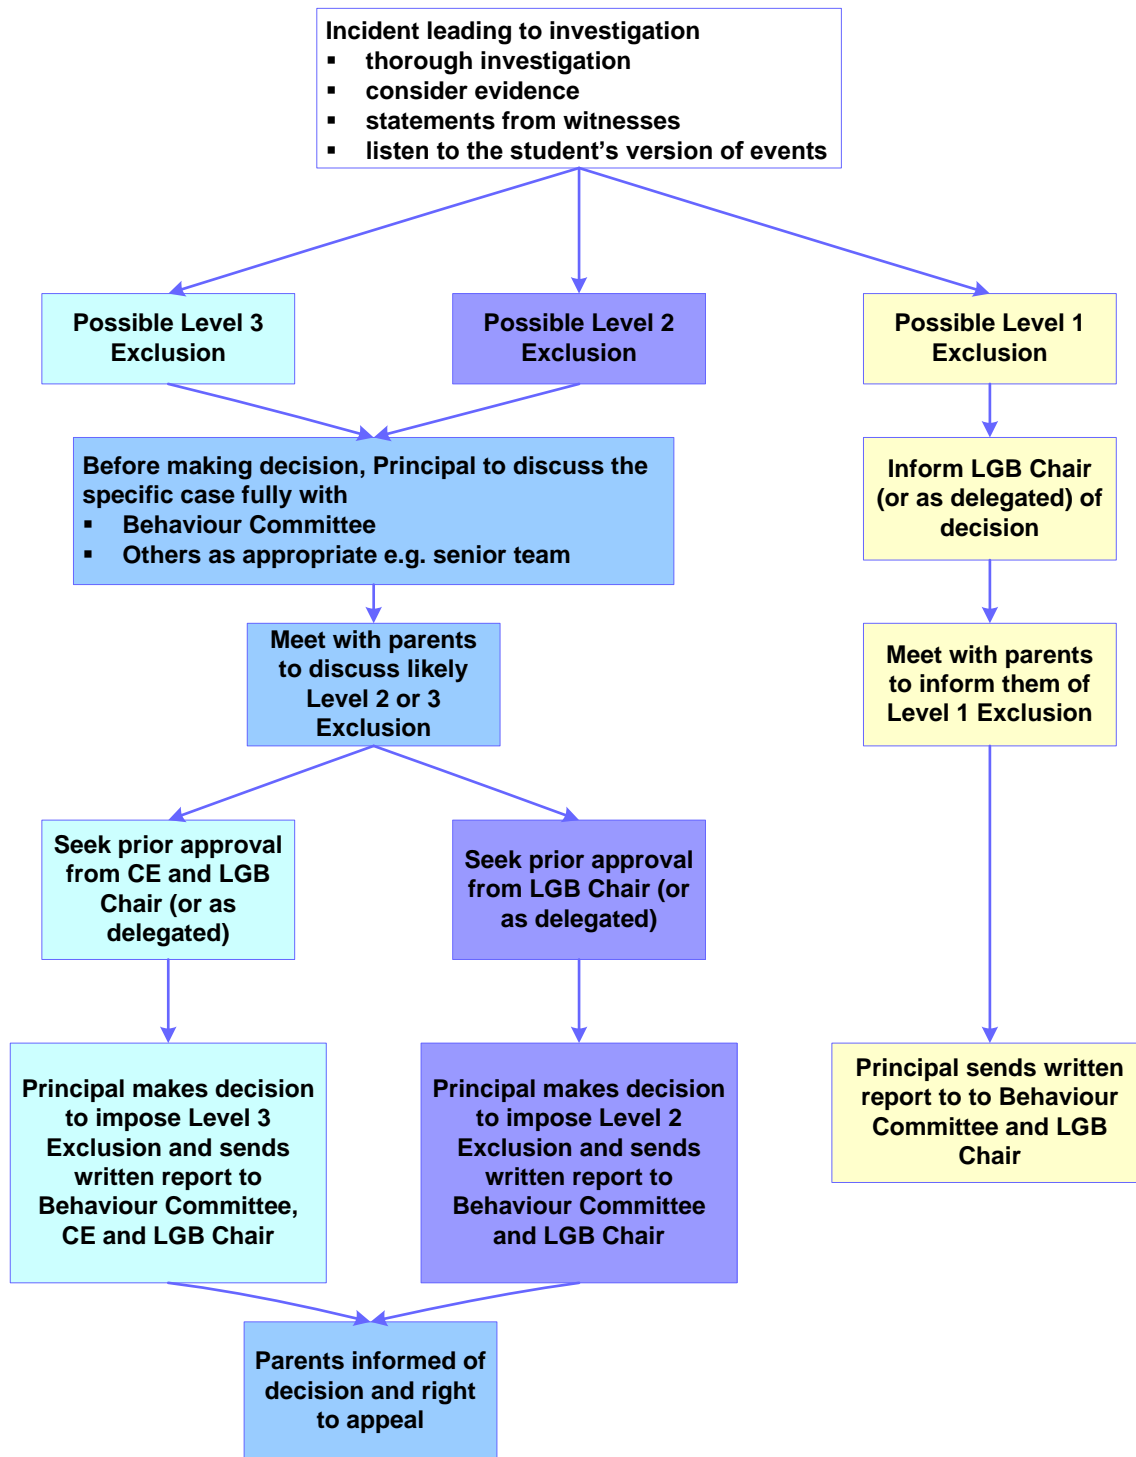 Incident leading to investigation
▪ thorough investigation
▪ consider evidence
▪ statements from witnesses
▪ listen to the student’s version of events
Possible Level 3
Exclusion
Possible Level 2
Exclusion
Possible Level 1
Exclusion
Before making decision, Principal to discuss the
specific case fully with
▪ Behaviour Committee
▪ Others as appropriate e.g. senior team
Inform LGB Chair
(or as delegated) of
decision
Meet with parents
to discuss likely
Level 2 or 3
Exclusion
Meet with parents
to inform them of
Level 1 Exclusion
Seek prior approval
from CE and LGB
Chair (or as
delegated)
Seek prior approval
from LGB Chair (or
as delegated)
Principal makes decision
to impose Level 3
Exclusion and sends
written report to
Behaviour Committee,
CE and LGB Chair
Principal makes decision
to impose Level 2
Exclusion and sends
written report to
Behaviour Committee
and LGB Chair
Principal sends written
report to to Behaviour
Committee and LGB
Chair
Parents informed of
decision and right
to appeal